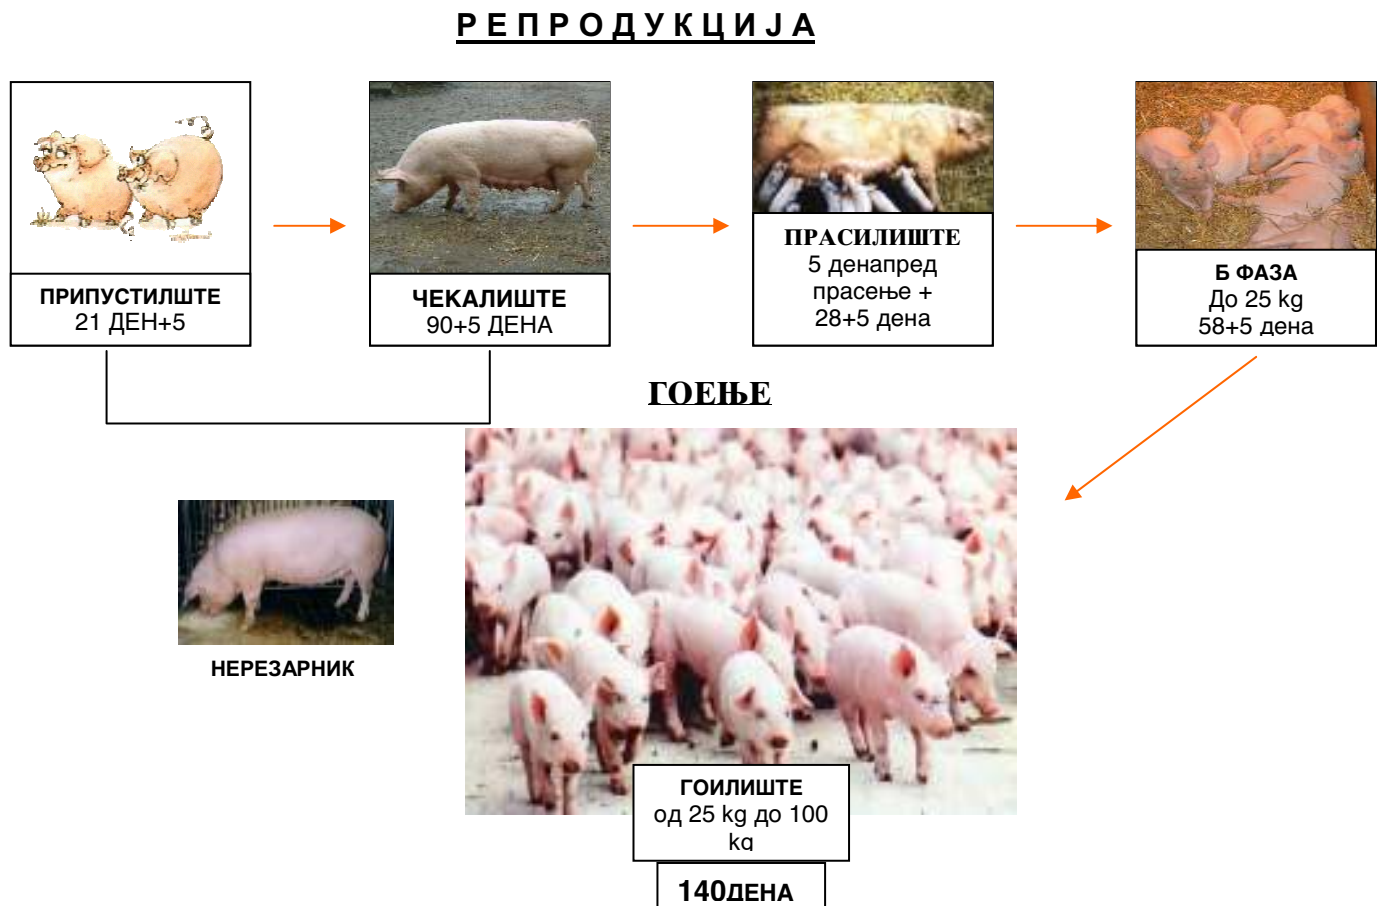 РЕПРОДУКЦИЈА
ПРИПУСТИЛШТЕ
21 ДЕН+5
ЧЕКАЛИШТЕ
90+5 ДЕНА
ПРАСИЛИШТЕ
5 денапред
прасење +
28+5 дена
Б ФАЗА
До 25 kg
58+5 дена
ГОЕЊЕ
НЕРЕЗАРНИК
ГОИЛИШТЕ
од 25 kg до 100
kg
140ДЕНА